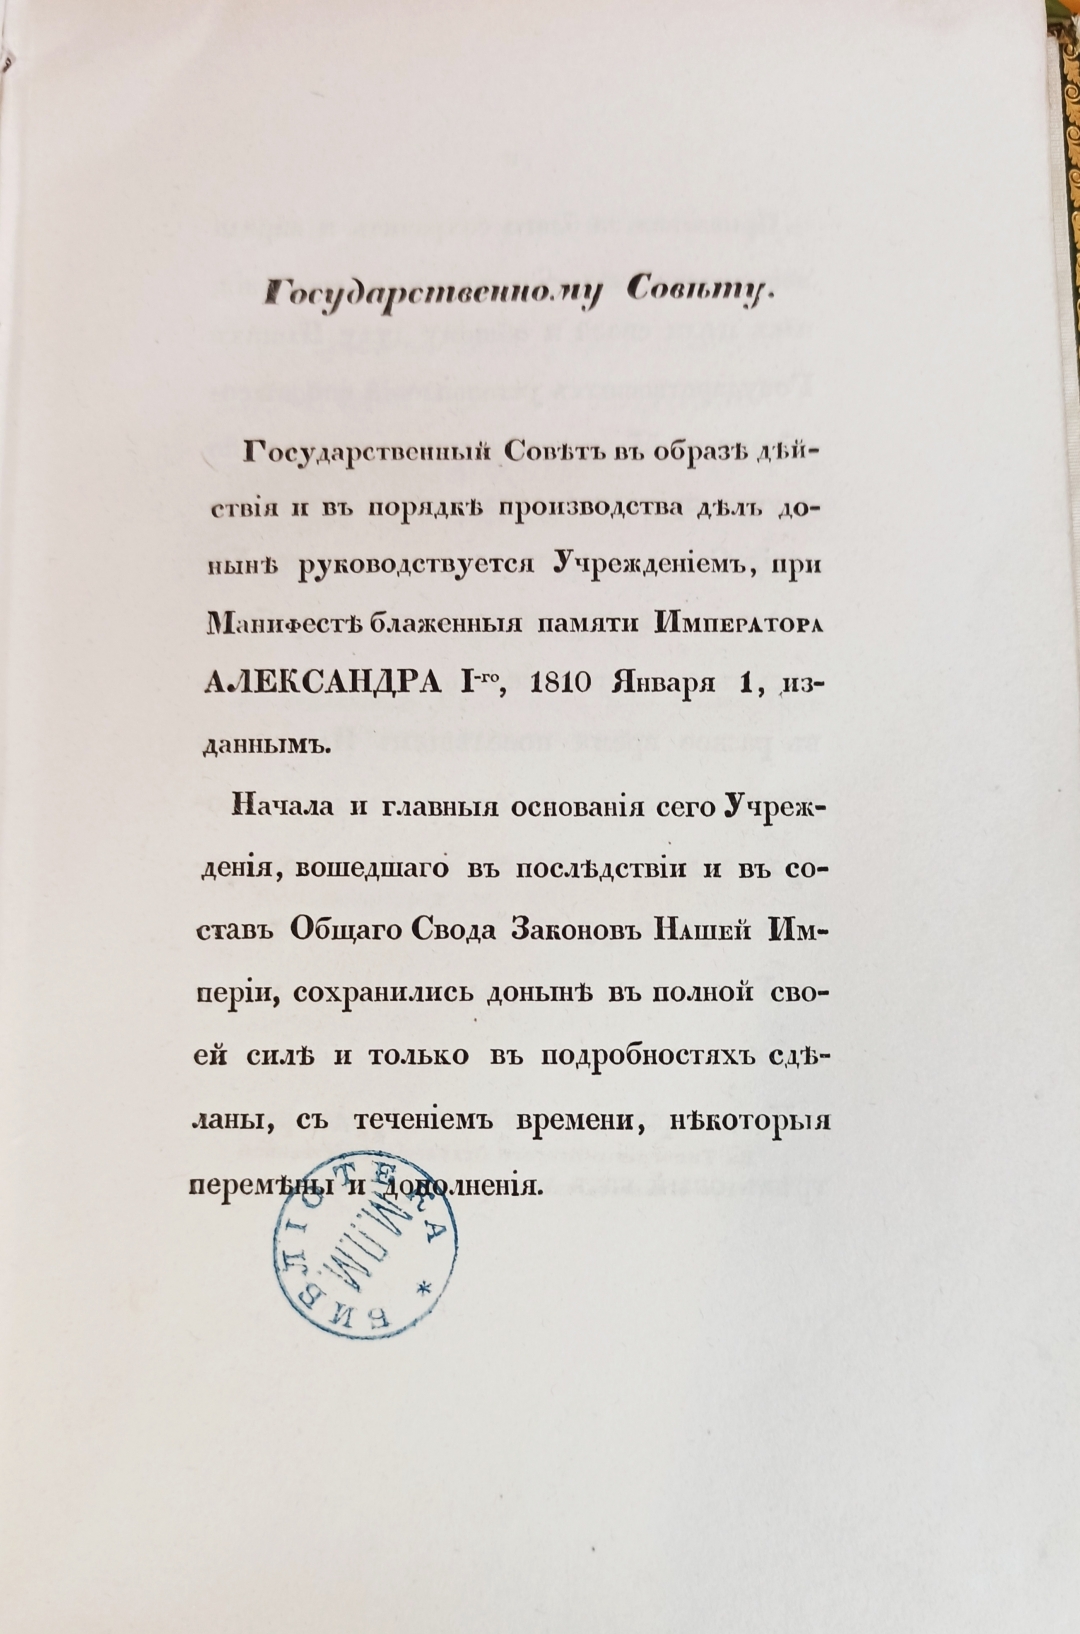 Государственному Совѣту.
Государственный Совѣтъ въ образѣ дѣй-
ствія и въ порядкѣ производства дѣлъ до-
нынѣ руководствуется Учрежденіемъ, при
Манифестѣ блаженныя памяти Императора
АЛЕКСАНДРА I-го, 1810 Января 1, из-
даннымъ.
Начала и главныя основанія сего Учреж-
денія, вошедшаго въ послѣдствіи и въ со-
ставъ Общаго Свода Законовъ Нашей Им-
періи, сохранились донынѣ въ полной сво-
ей силѣ и только въ подробностяхъ сдѣ-
ланы, съ теченіемъ времени, нѣкоторыя
перемѣны и дополненія.
БИБЛІОТЕКА *
М.П.М.